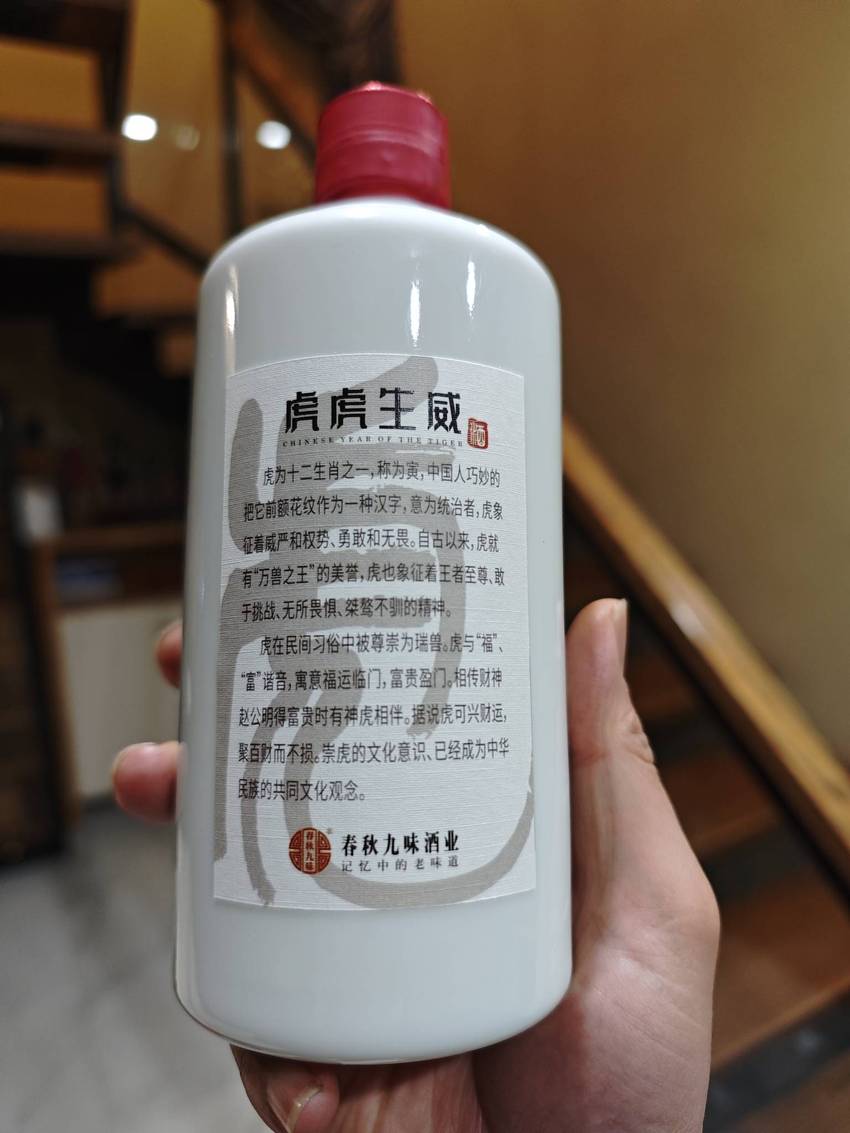 虎虎生威
CHINESE YEAR OF THE TIGER
虎为十二生肖之一,称为寅,中国人巧妙的
把它前额花纹作为一种汉字,意为统治者,虎象
征着威严和权势、勇敢和无畏。自古以来,虎就
有“万兽之王”的美誉,虎也象征着王者至尊、敢
于挑战、无所畏惧、桀骜不驯的精神。
虎在民间习俗中被尊崇为瑞兽。虎与“福”、
“富”谐音,寓意福运临门,富贵盈门。相传财神
赵公明得富贵时有神虎相伴。据说虎可兴财运,
聚百财而不损。崇虎的文化意识、已经成为中华
民族的共同文化观念。
春秋九味
春秋九味酒业
记忆中的老味道